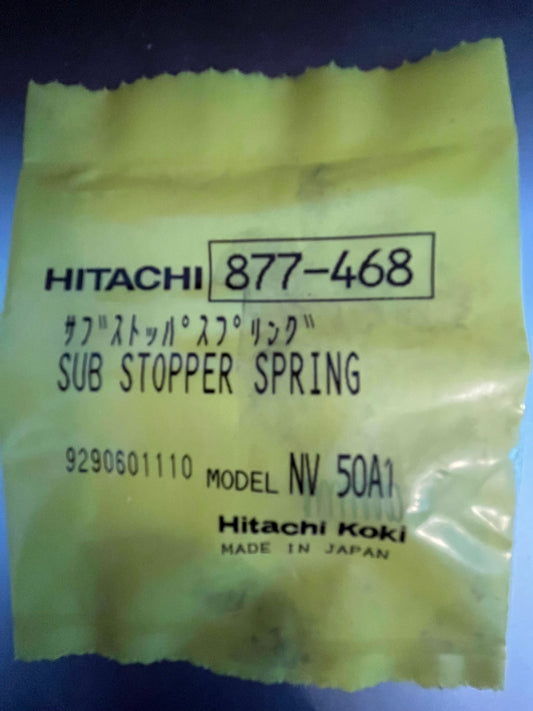 HITACHI 877-468
ｻﾌﾞｽﾄｯﾊﾟｽﾌﾟﾘﾝｸﾞ
SUB STOPPER SPRING
9290601110 MODEL NV 50A1
Hitachi Koki
MADE IN JAPAN